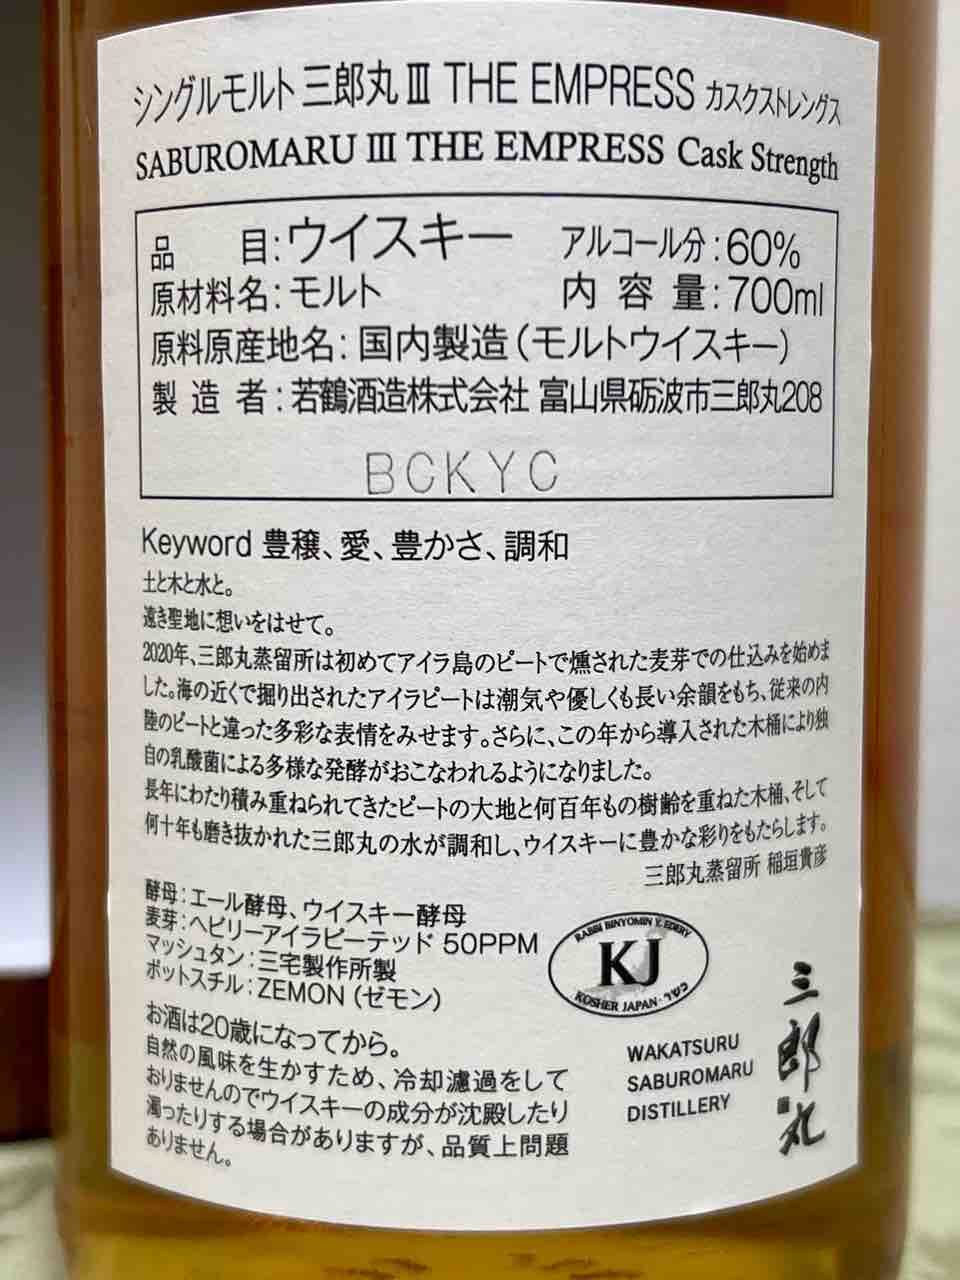 シングルモルト 三郎丸 Ⅲ THE EMPRESS カスクストレングス
SABUROMARU Ⅲ THE EMPRESS Cask Strength
品 目:ウイスキー アルコール分:60%
原材料名:モルト 内容量:700ml
原料原産地名:国内製造(モルトウイスキー)
製造者:若鶴酒造株式会社 富山県砺波市三郎丸208
BCKYC
Keyword 豊穣、愛、豊かさ、調和
土と木と水と。
遠き聖地に想いをはせて。
2020年、三郎丸蒸留所は初めてアイラ島のピートで燻された麦芽での仕込みを始めま
した。海の近くで掘り出されたアイラピートは潮気や優しくも長い余韻をもち、従来の内
陸のピートと違った多彩な表情をみせます。さらに、この年から導入された木桶により独
自の乳酸菌による多様な発酵がおこなわれるようになりました。
長年にわたり積み重ねられてきたピートの大地と何百年もの樹齢を重ねた木桶、そして
何十年も磨き抜かれた三郎丸の水が調和し、ウイスキーに豊かな彩りをもたらします。
三郎丸蒸留所 稲垣貴彦
酵母:エール酵母、ウイスキー酵母
麦芽:ヘビリーアイラピーテッド 50PPM
マッシュタン:三宅製作所製
ポットスチル:ZEMON(ゼモン)
RABBI BINYOMIN Y. EDERY
KJ
KOSHER JAPAN · כשר
お酒は20歳になってから。
自然の風味を生かすため、冷却濾過をして
おりませんのでウイスキーの成分が沈殿したり
濁ったりする場合がありますが、品質上問題
ありません。
WAKATSURU
SABUROMARU
DISTILLERY
三郎丸